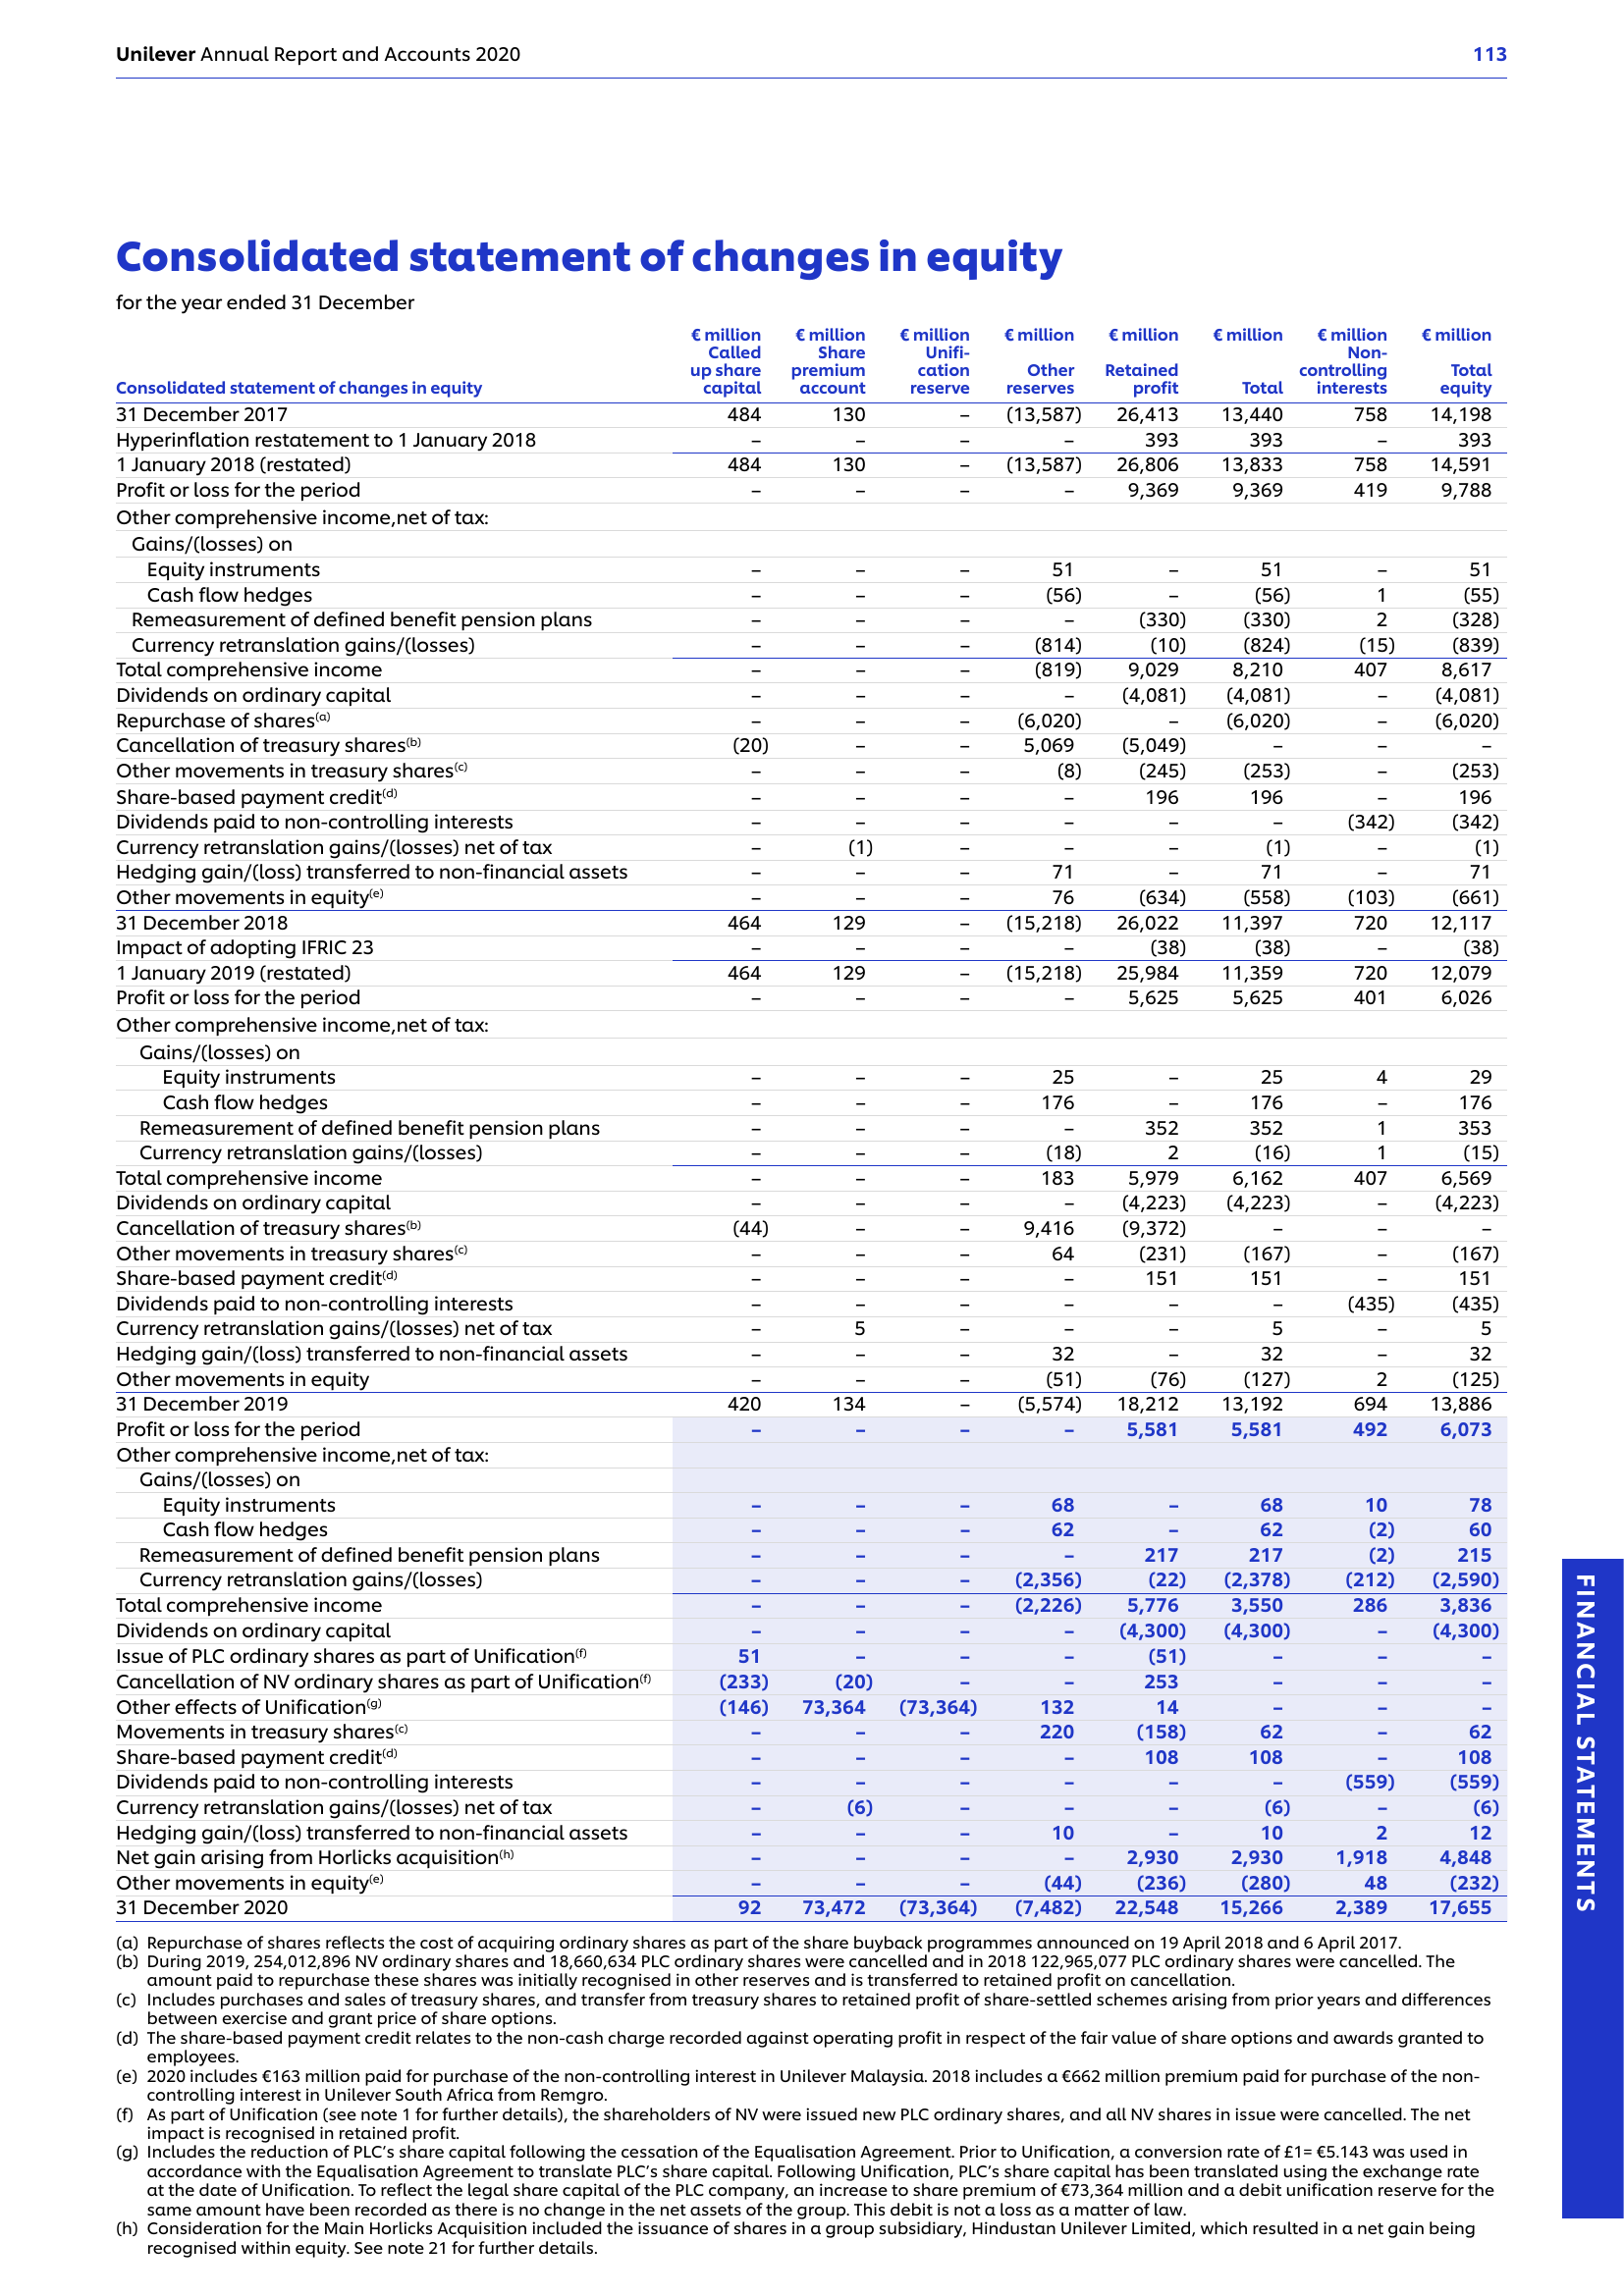 Unilever Annual Report and Accounts 2020 113
Consolidated statement of changes in equity
for the year ended 31 December
€ million € million € million € million € million € million € million € million
Called Share Unifi- Non-
up share premium cation Other Retained controlling Total
Consolidated statement of changes in equity capital account reserve reserves profit Total interests equity
31 December 2017 484 130 – (13,587) 26,413 13,440 758 14,198
Hyperinflation restatement to 1 January 2018 – – – – 393 393 – 393
1 January 2018 (restated) 484 130 – (13,587) 26,806 13,833 758 14,591
Profit or loss for the period – – – – 9,369 9,369 419 9,788
Other comprehensive income,net of tax:
Gains/(losses) on
Equity instruments – – – 51 – 51 – 51
Cash flow hedges – – – (56) – (56) 1 (55)
Remeasurement of defined benefit pension plans – – – – (330) (330) 2 (328)
Currency retranslation gains/(losses) – – – (814) (10) (824) (15) (839)
Total comprehensive income – – – (819) 9,029 8,210 407 8,617
Dividends on ordinary capital – – – – (4,081) (4,081) – (4,081)
Repurchase of shares(a) – – – (6,020) – (6,020) – (6,020)
Cancellation of treasury shares(b) (20) – – 5,069 (5,049) – – –
Other movements in treasury shares(c) – – – (8) (245) (253) – (253)
Share-based payment credit(d) – – – – 196 196 – 196
Dividends paid to non-controlling interests – – – – – – (342) (342)
Currency retranslation gains/(losses) net of tax – (1) – – – (1) – (1)
Hedging gain/(loss) transferred to non-financial assets – – – 71 – 71 – 71
Other movements in equity(e) – – – 76 (634) (558) (103) (661)
31 December 2018 464 129 – (15,218) 26,022 11,397 720 12,117
Impact of adopting IFRIC 23 – – – – (38) (38) – (38)
1 January 2019 (restated) 464 129 – (15,218) 25,984 11,359 720 12,079
Profit or loss for the period – – – – 5,625 5,625 401 6,026
Other comprehensive income,net of tax:
Gains/(losses) on
Equity instruments – – – 25 – 25 4 29
Cash flow hedges – – – 176 – 176 – 176
Remeasurement of defined benefit pension plans – – – – 352 352 1 353
Currency retranslation gains/(losses) – – – (18) 2 (16) 1 (15)
Total comprehensive income – – – 183 5,979 6,162 407 6,569
Dividends on ordinary capital – – – – (4,223) (4,223) – (4,223)
Cancellation of treasury shares(b) (44) – – 9,416 (9,372) – – –
Other movements in treasury shares(c) – – – 64 (231) (167) – (167)
Share-based payment credit(d) – – – – 151 151 – 151
Dividends paid to non-controlling interests – – – – – – (435) (435)
Currency retranslation gains/(losses) net of tax – 5 – – – 5 – 5
Hedging gain/(loss) transferred to non-financial assets – – – 32 – 32 – 32
Other movements in equity – – – (51) (76) (127) 2 (125)
31 December 2019 420 134 – (5,574) 18,212 13,192 694 13,886
Profit or loss for the period – – – – 5,581 5,581 492 6,073
Other comprehensive income,net of tax:
Gains/(losses) on
Equity instruments – – – 68 – 68 10 78
Cash flow hedges – – – 62 – 62 (2) 60
Remeasurement of defined benefit pension plans – – – – 217 217 (2) 215
Currency retranslation gains/(losses) – – – (2,356) (22) (2,378) (212) (2,590)
Total comprehensive income – – – (2,226) 5,776 3,550 286 3,836
Dividends on ordinary capital – – – – (4,300) (4,300) – (4,300)
Issue of PLC ordinary shares as part of Unification(f) 51 – – – (51) – – –
Cancellation of NV ordinary shares as part of Unification(f) (233) (20) – – 253 – – –
Other effects of Unification(g) (146) 73,364 (73,364) 132 14 – – –
Movements in treasury shares(c) – – – 220 (158) 62 – 62
Share-based payment credit(d) – – – – 108 108 – 108
Dividends paid to non-controlling interests – – – – – – (559) (559)
Currency retranslation gains/(losses) net of tax – (6) – – – (6) – (6)
Hedging gain/(loss) transferred to non-financial assets – – – 10 – 10 2 12
Net gain arising from Horlicks acquisition(h) – – – – 2,930 2,930 1,918 4,848
Other movements in equity(e) – – – (44) (236) (280) 48 (232)
31 December 2020 92 73,472 (73,364) (7,482) 22,548 15,266 2,389 17,655
(a) Repurchase of shares reflects the cost of acquiring ordinary shares as part of the share buyback programmes announced on 19 April 2018 and 6 April 2017.
(b) During 2019, 254,012,896 NV ordinary shares and 18,660,634 PLC ordinary shares were cancelled and in 2018 122,965,077 PLC ordinary shares were cancelled. The
amount paid to repurchase these shares was initially recognised in other reserves and is transferred to retained profit on cancellation.
(c) Includes purchases and sales of treasury shares, and transfer from treasury shares to retained profit of share-settled schemes arising from prior years and differences
between exercise and grant price of share options.
(d) The share-based payment credit relates to the non-cash charge recorded against operating profit in respect of the fair value of share options and awards granted to
employees.
(e) 2020 includes €163 million paid for purchase of the non-controlling interest in Unilever Malaysia. 2018 includes a €662 million premium paid for purchase of the non-
controlling interest in Unilever South Africa from Remgro.
(f) As part of Unification (see note 1 for further details), the shareholders of NV were issued new PLC ordinary shares, and all NV shares in issue were cancelled. The net
impact is recognised in retained profit.
(g) Includes the reduction of PLC's share capital following the cessation of the Equalisation Agreement. Prior to Unification, a conversion rate of £1= €5.143 was used in
accordance with the Equalisation Agreement to translate PLC's share capital. Following Unification, PLC's share capital has been translated using the exchange rate
at the date of Unification. To reflect the legal share capital of the PLC company, an increase to share premium of €73,364 million and a debit unification reserve for the
same amount have been recorded as there is no change in the net assets of the group. This debit is not a loss as a matter of law.
(h) Consideration for the Main Horlicks Acquisition included the issuance of shares in a group subsidiary, Hindustan Unilever Limited, which resulted in a net gain being
recognised within equity. See note 21 for further details.
FINANCIAL STATEMENTS